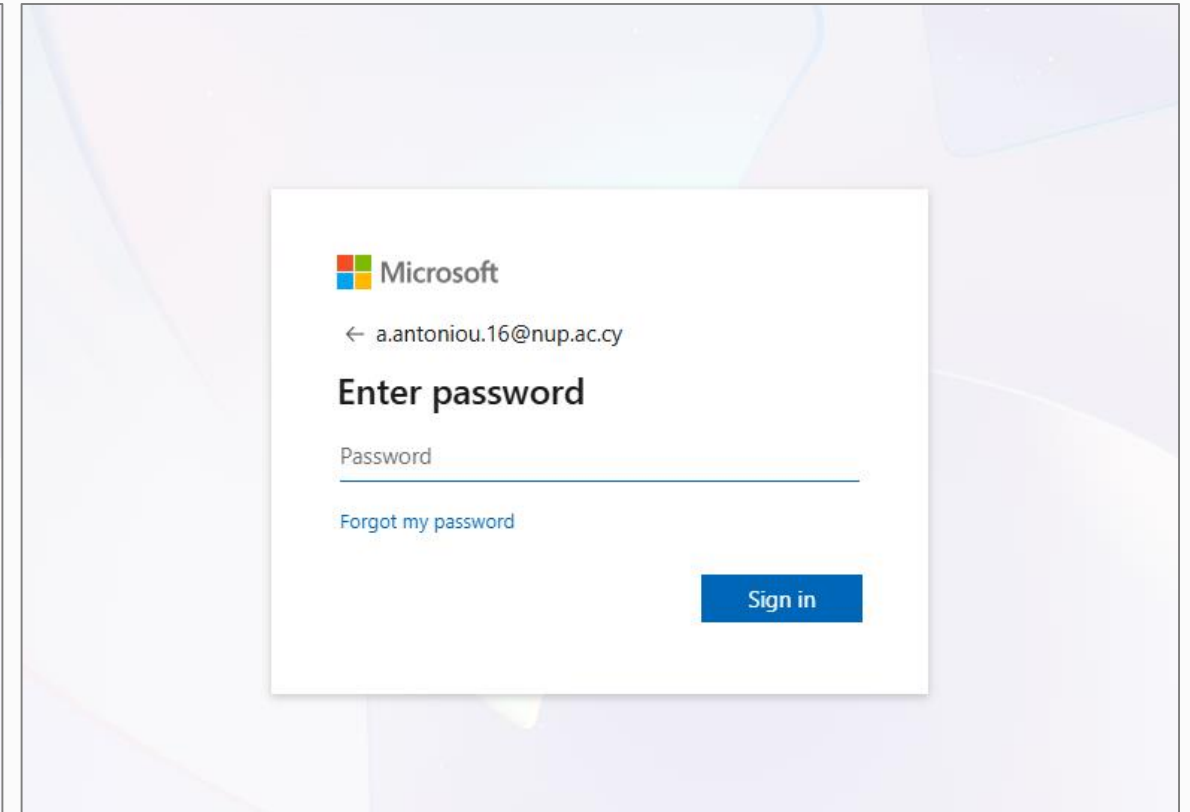 Microsoft
← a.antoniou.16@nup.ac.cy
Enter password
Password
Forgot my password
Sign in